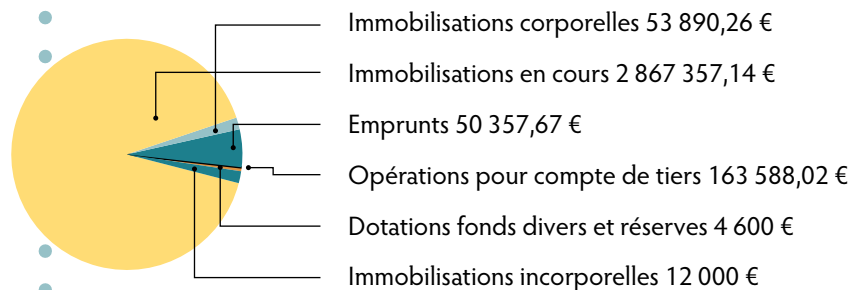 Immobilisations corporelles 53 890,26 €
Immobilisations en cours 2 867 357,14 €
Emprunts 50 357,67 €
Opérations pour compte de tiers 163 588,02 €
Dotations fonds divers et réserves 4 600 €
Immobilisations incorporelles 12 000 €